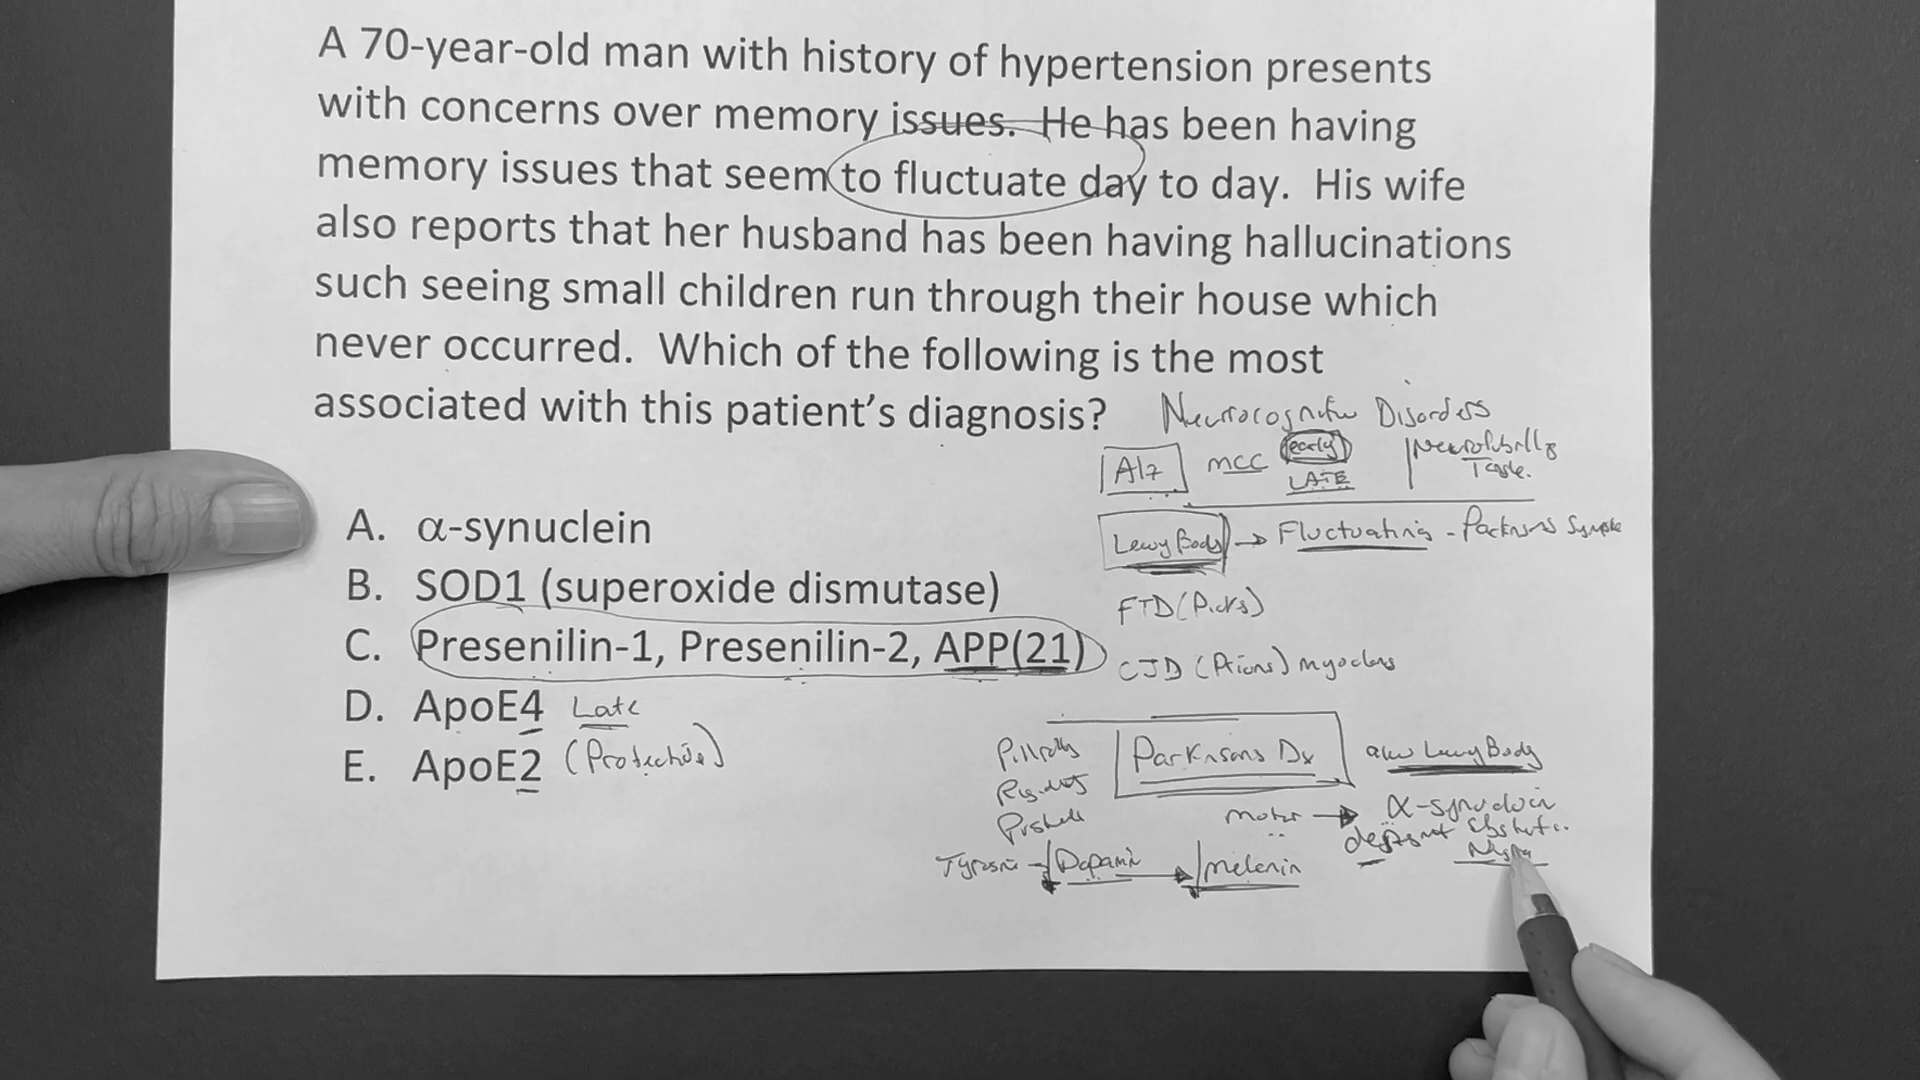 A 70-year-old man with history of hypertension presents
with concerns over memory issues. He has been having
memory issues that seem to fluctuate day to day. His wife
also reports that her husband has been having hallucinations
such seeing small children run through their house which
never occurred. Which of the following is the most
associated with this patient's diagnosis?
Neurocognitive Disorders
Alz MCC early
LATE
A. α-synuclein
Lewy Body → Fluctuating - Parkinsons
B. SOD1 (superoxide dismutase)
FTD (Picks)
C. Presenilin-1, Presenilin-2, APP(21)
CJD (Prions) myoclonus
D. ApoE4 Late
E. ApoE2 (Protective)
Pillrolling
Rigidity
Parkinsons Dx
also Lewy Body
motor → α-synuclein
Tyrosine Dopamine → melanin